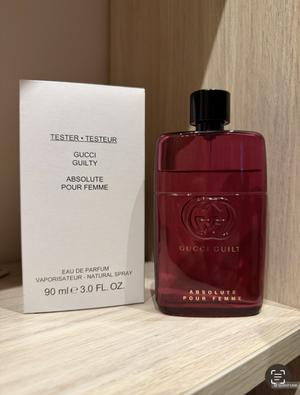 TESTER • TESTEUR
GUCCI
GUILTY
ABSOLUTE
POUR FEMME
EAU DE PARFUM
VAPORISATEUR - NATURAL SPRAY
90 ml ℮ 3.0 FL. OZ.
GUCCI GUILT
ABSOLUTE
POUR FEMME